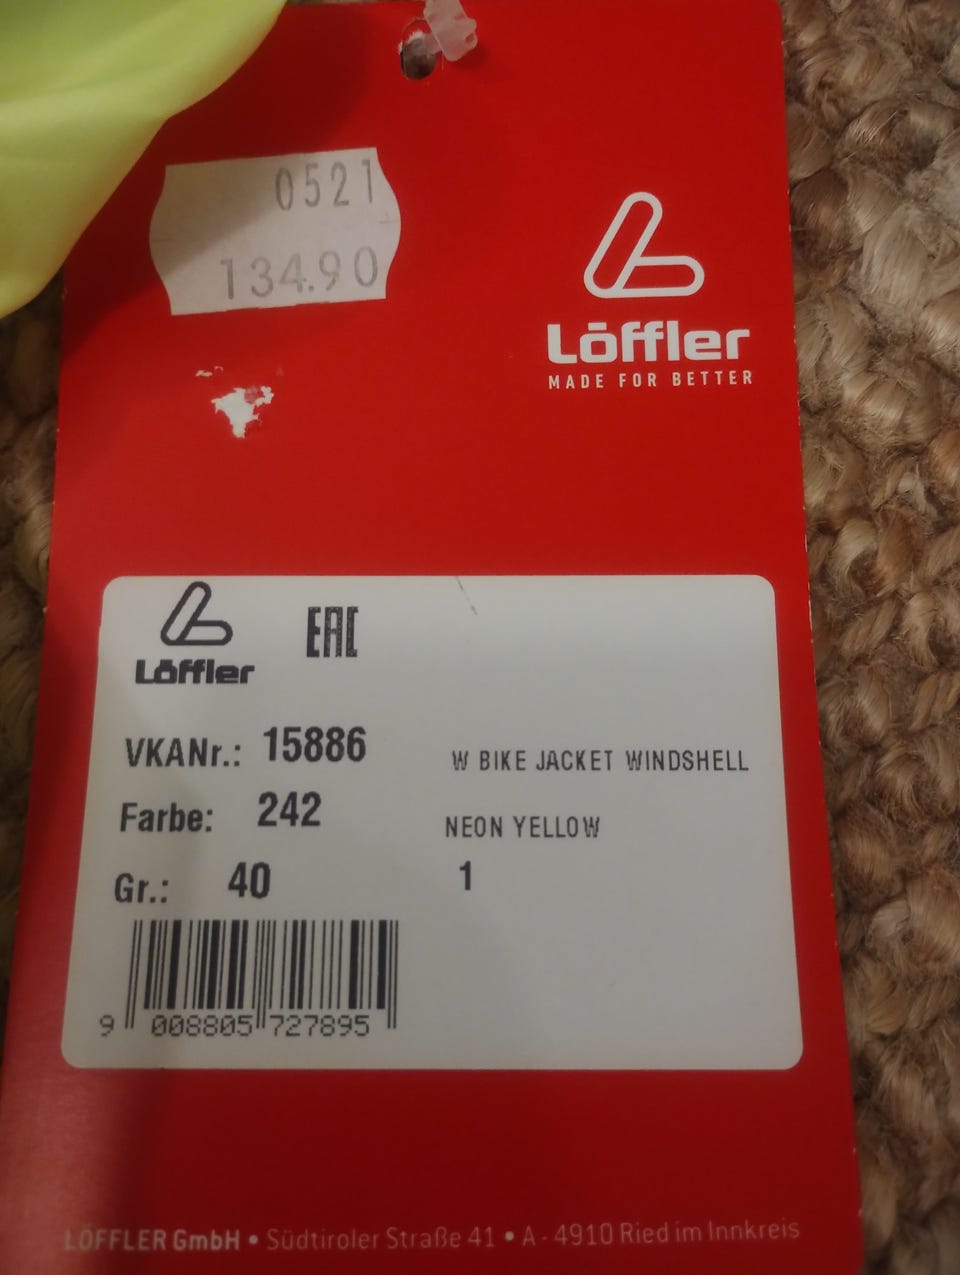 0521
134.90
Löffler
MADE FOR BETTER
Löffler
EAC
VKANr.: 15886 W BIKE JACKET WINDSHELL
Farbe: 242 NEON YELLOW
Gr.: 40 1
9 008805 727895
LÖFFLER GmbH • Südtiroler Straße 41 • A - 4910 Ried im Innkreis